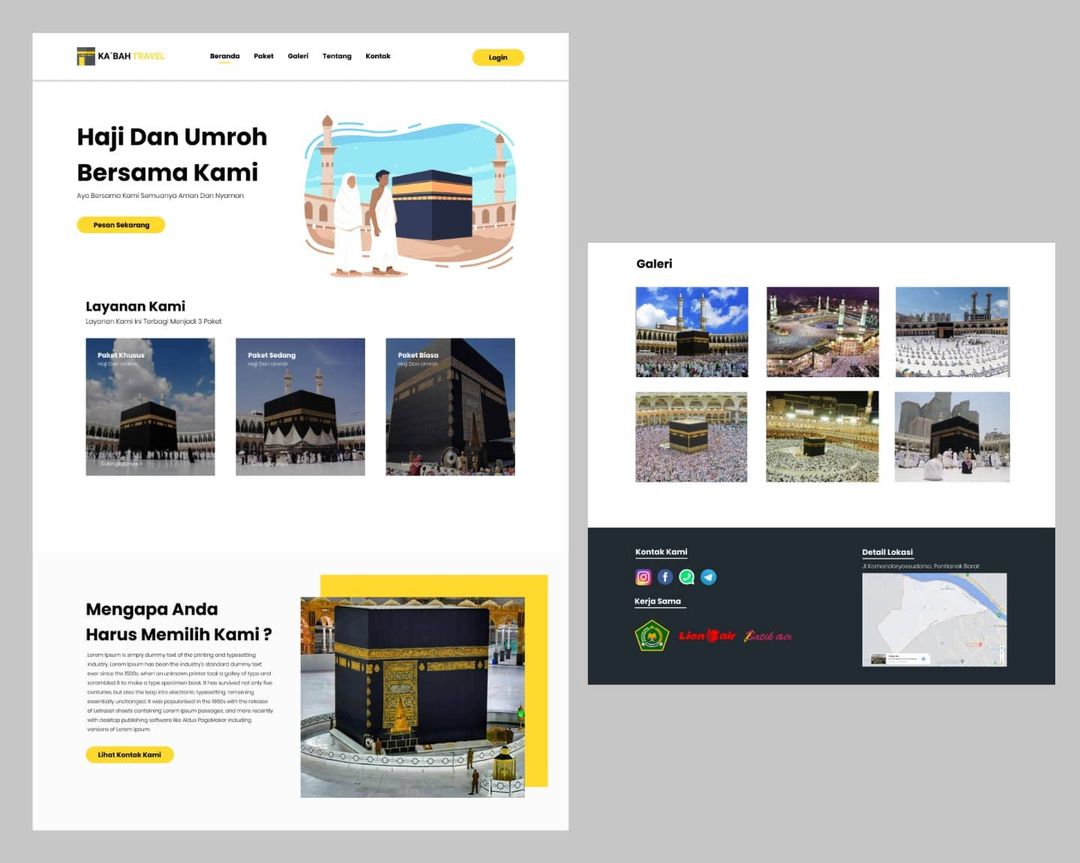 KA`BAH TRAVEL
Beranda Paket Galeri Tentang Kontak
Login
Haji Dan Umroh
Bersama Kami
Ayo Bersama Kami Semuanya Aman Dan Nyaman
Pesan Sekarang
Layanan Kami
Layanan Kami Ini Terbagi Menjadi 3 Paket
Paket Khusus
Haji Dan Umroh
Selengkapnya >
Paket Sedang
Haji Dan Umroh
Selengkapnya >
Paket Biasa
Haji Dan Umroh
Selengkapnya >
Mengapa Anda
Harus Memilih Kami ?
Lorem Ipsum is simply dummy text of the printing and typesetting
industry. Lorem Ipsum has been the industry's standard dummy text
ever since the 1500s, when an unknown printer took a galley of type and
scrambled it to make a type specimen book. It has survived not only five
centuries, but also the leap into electronic typesetting, remaining
essentially unchanged. It was popularised in the 1960s with the release
of Letraset sheets containing Lorem Ipsum passages, and more recently
with desktop publishing software like Aldus PageMaker including
versions of Lorem Ipsum.
Lihat Kontak Kami
Galeri
Kontak Kami
Kerja Sama
Lion air
Batik air
Detail Lokasi
Jl Komandoryossudarso, Pontianak Barat